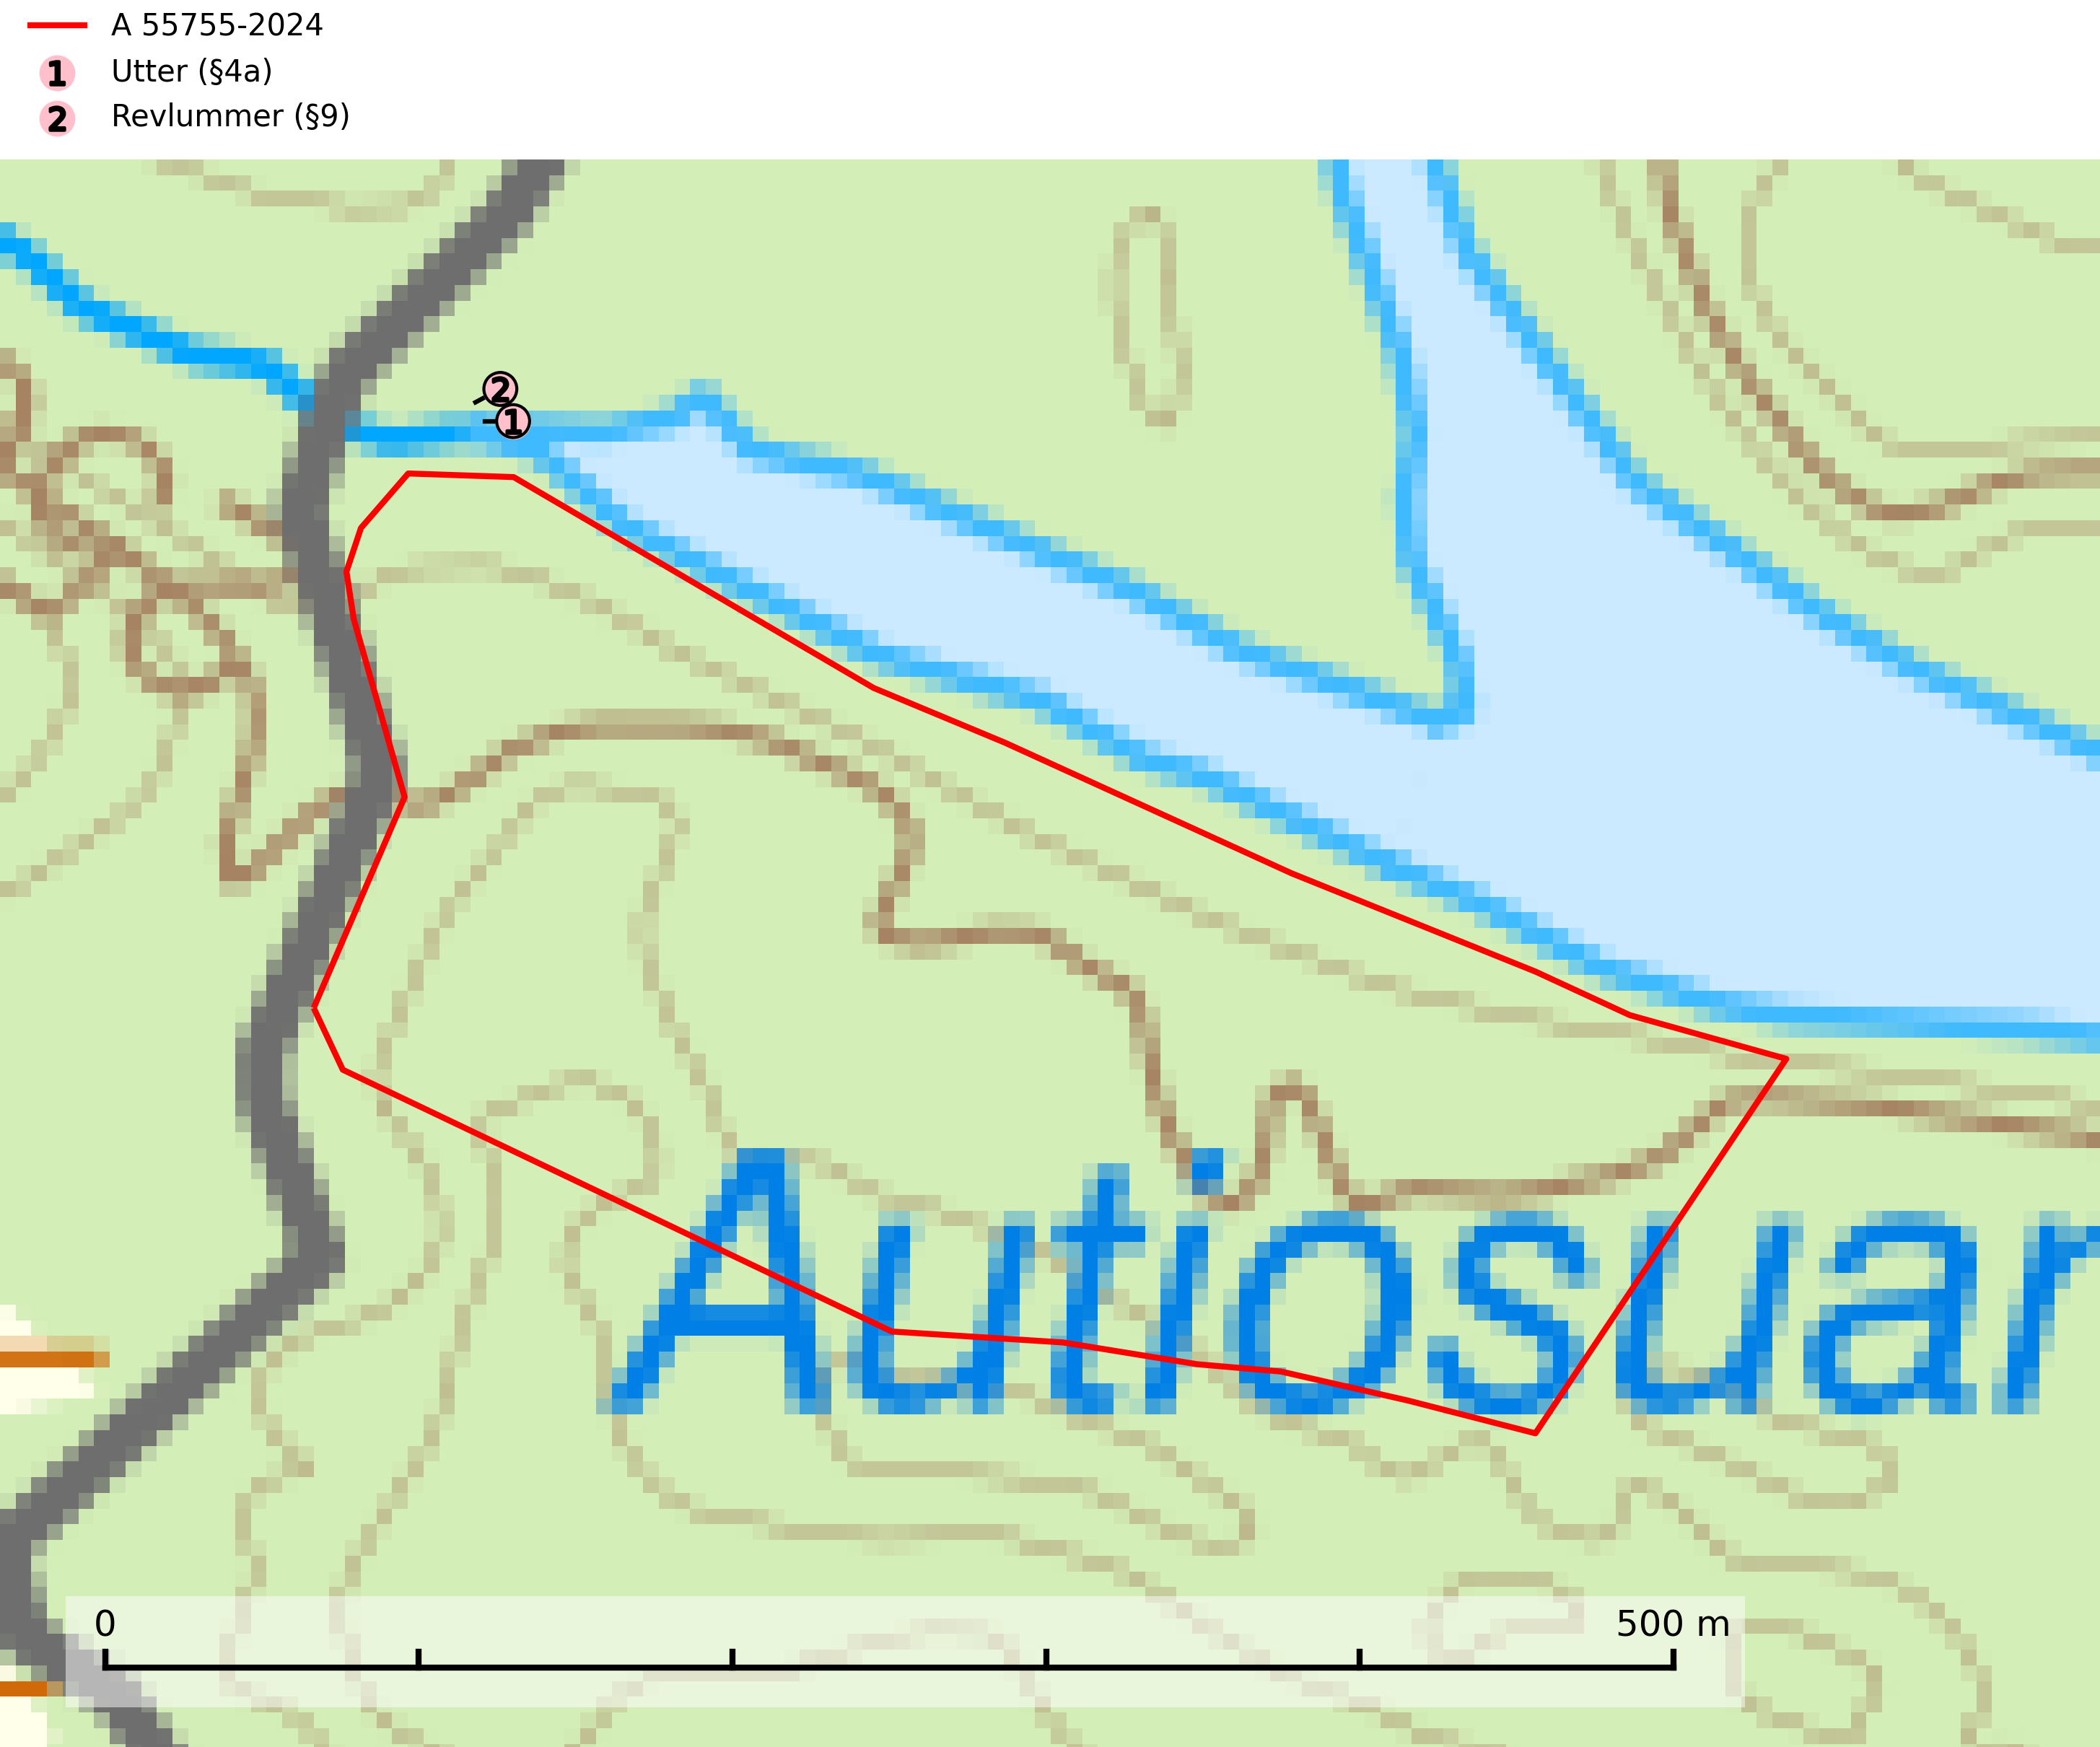 A 55755-2024
1 Utter (§4a)
2 Revlummer (§9)
2
1
Autiosuar
0 500 m